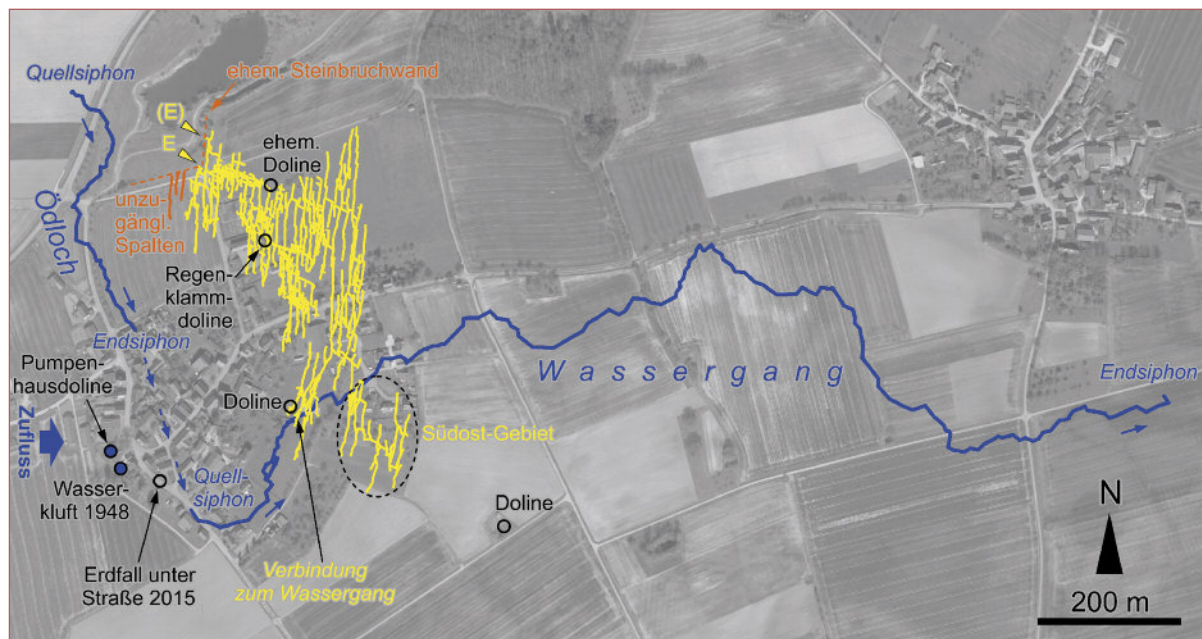 Quellsiphon
ehem. Steinbruchwand
(E)
E
ehem.
Doline
unzu-
gängl.
Spalten
Ödloch
Regen-
klamm-
doline
Endsiphon
Pumpen-
hausdoline
Zufluss
Doline
Wassergang
Endsiphon
Südost-Gebiet
Wasser-
kluft 1948
Quell-
siphon
Doline
Erdfall unter
Straße 2015
Verbindung
zum Wassergang
N
200 m